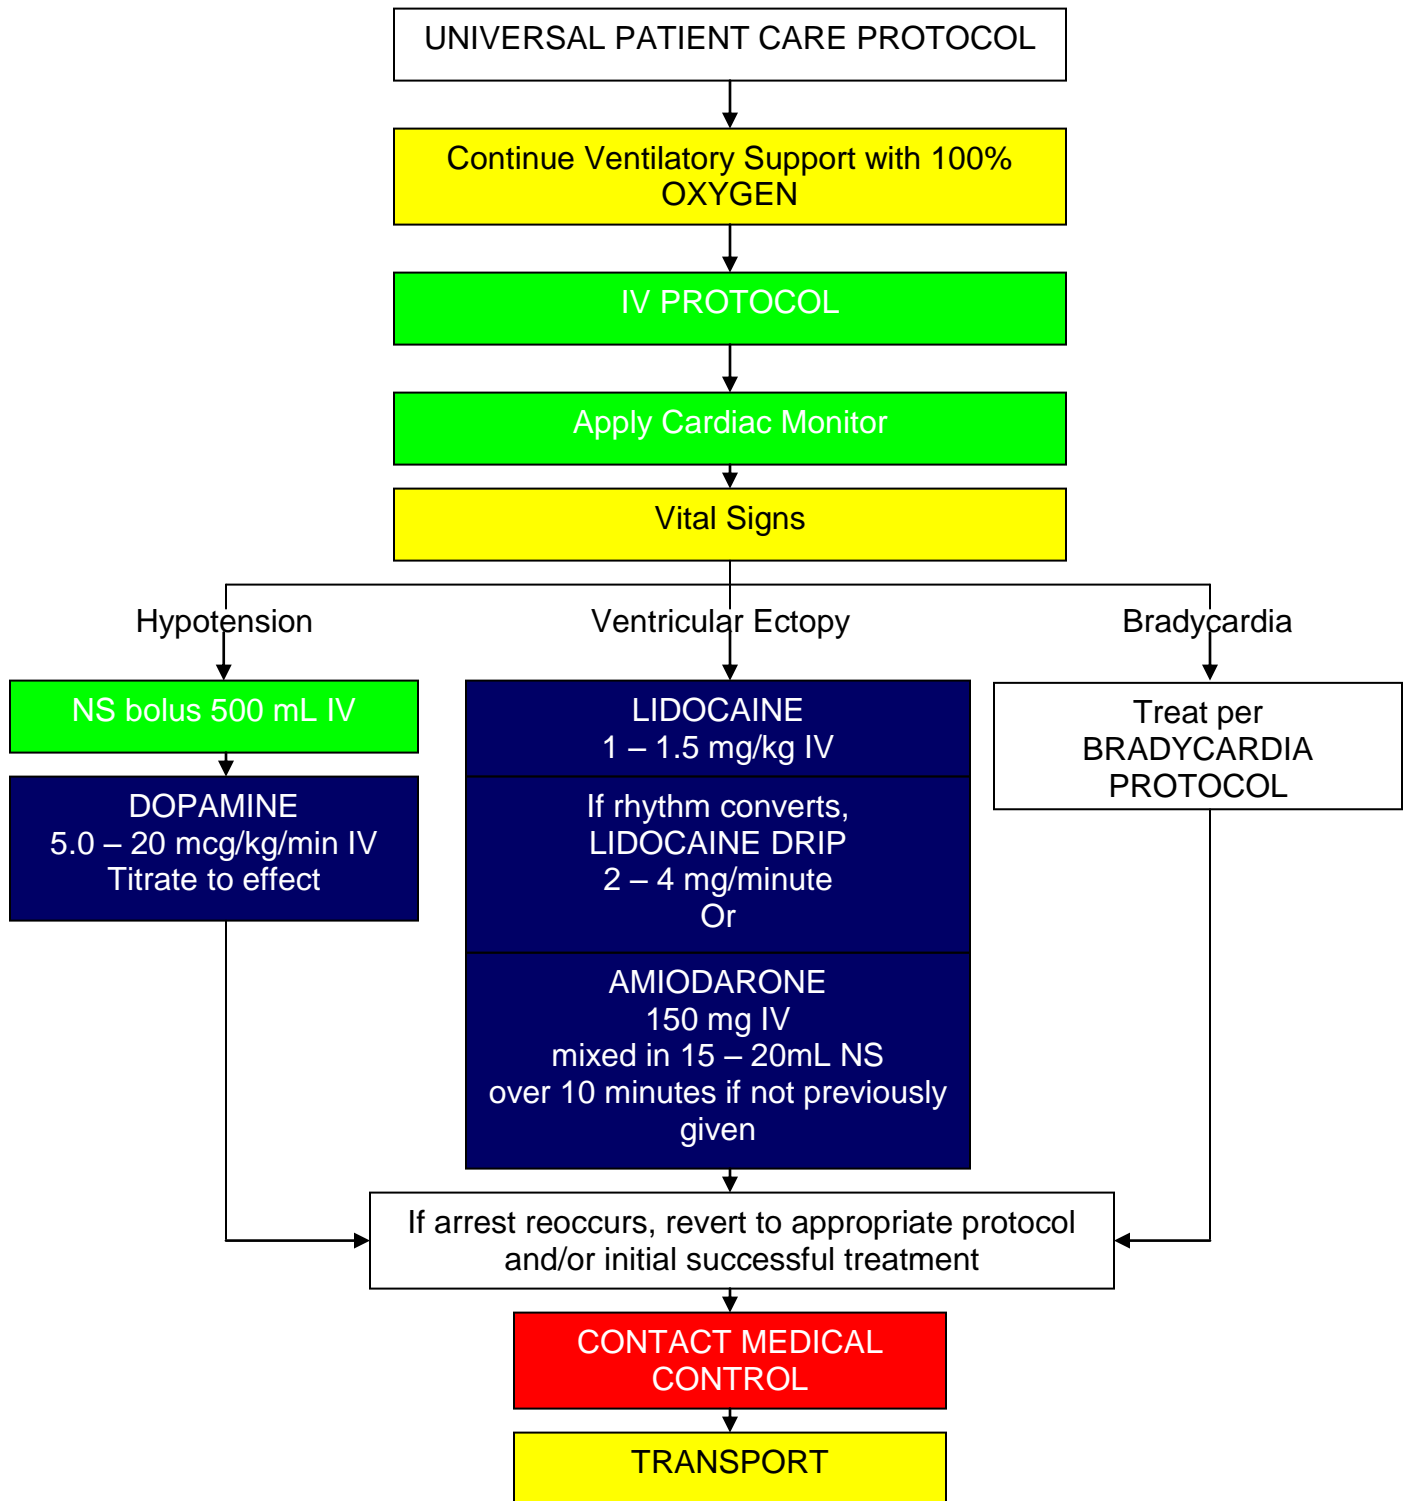 UNIVERSAL PATIENT CARE PROTOCOL
Continue Ventilatory Support with 100%
OXYGEN
IV PROTOCOL
Apply Cardiac Monitor
Vital Signs
Hypotension
Ventricular Ectopy
Bradycardia
NS bolus 500 mL IV
DOPAMINE
5.0 – 20 mcg/kg/min IV
Titrate to effect
LIDOCAINE
1 – 1.5 mg/kg IV
If rhythm converts,
LIDOCAINE DRIP
2 – 4 mg/minute
Or
AMIODARONE
150 mg IV
mixed in 15 – 20mL NS
over 10 minutes if not previously
given
Treat per
BRADYCARDIA
PROTOCOL
If arrest reoccurs, revert to appropriate protocol
and/or initial successful treatment
CONTACT MEDICAL
CONTROL
TRANSPORT